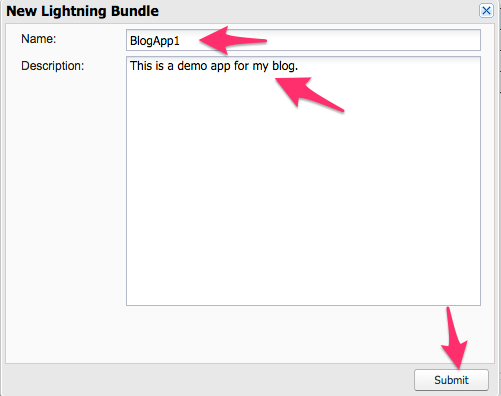 New Lightning Bundle
Name:
BlogApp1
Description:
This is a demo app for my blog.
Submit